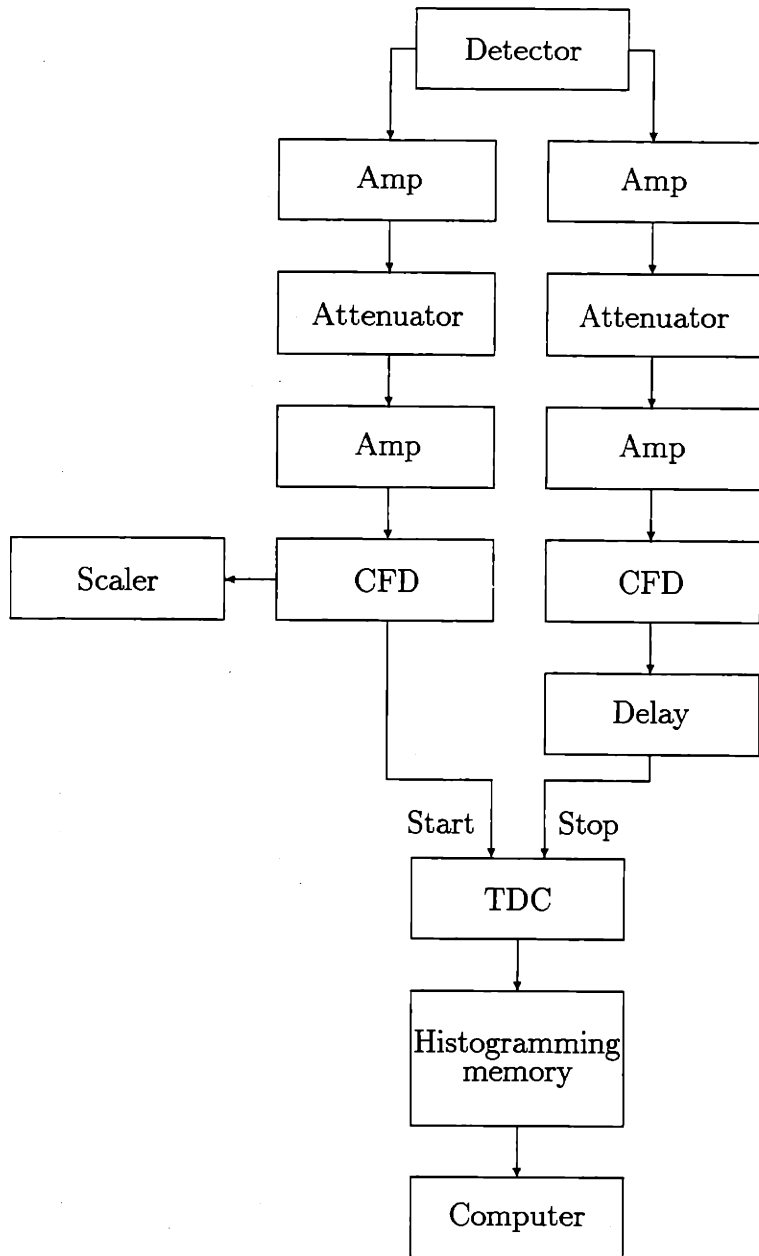 Detector
Amp
Amp
Attenuator
Attenuator
Amp
Amp
Scaler
CFD
CFD
Delay
Start
Stop
TDC
Histogramming
memory
Computer